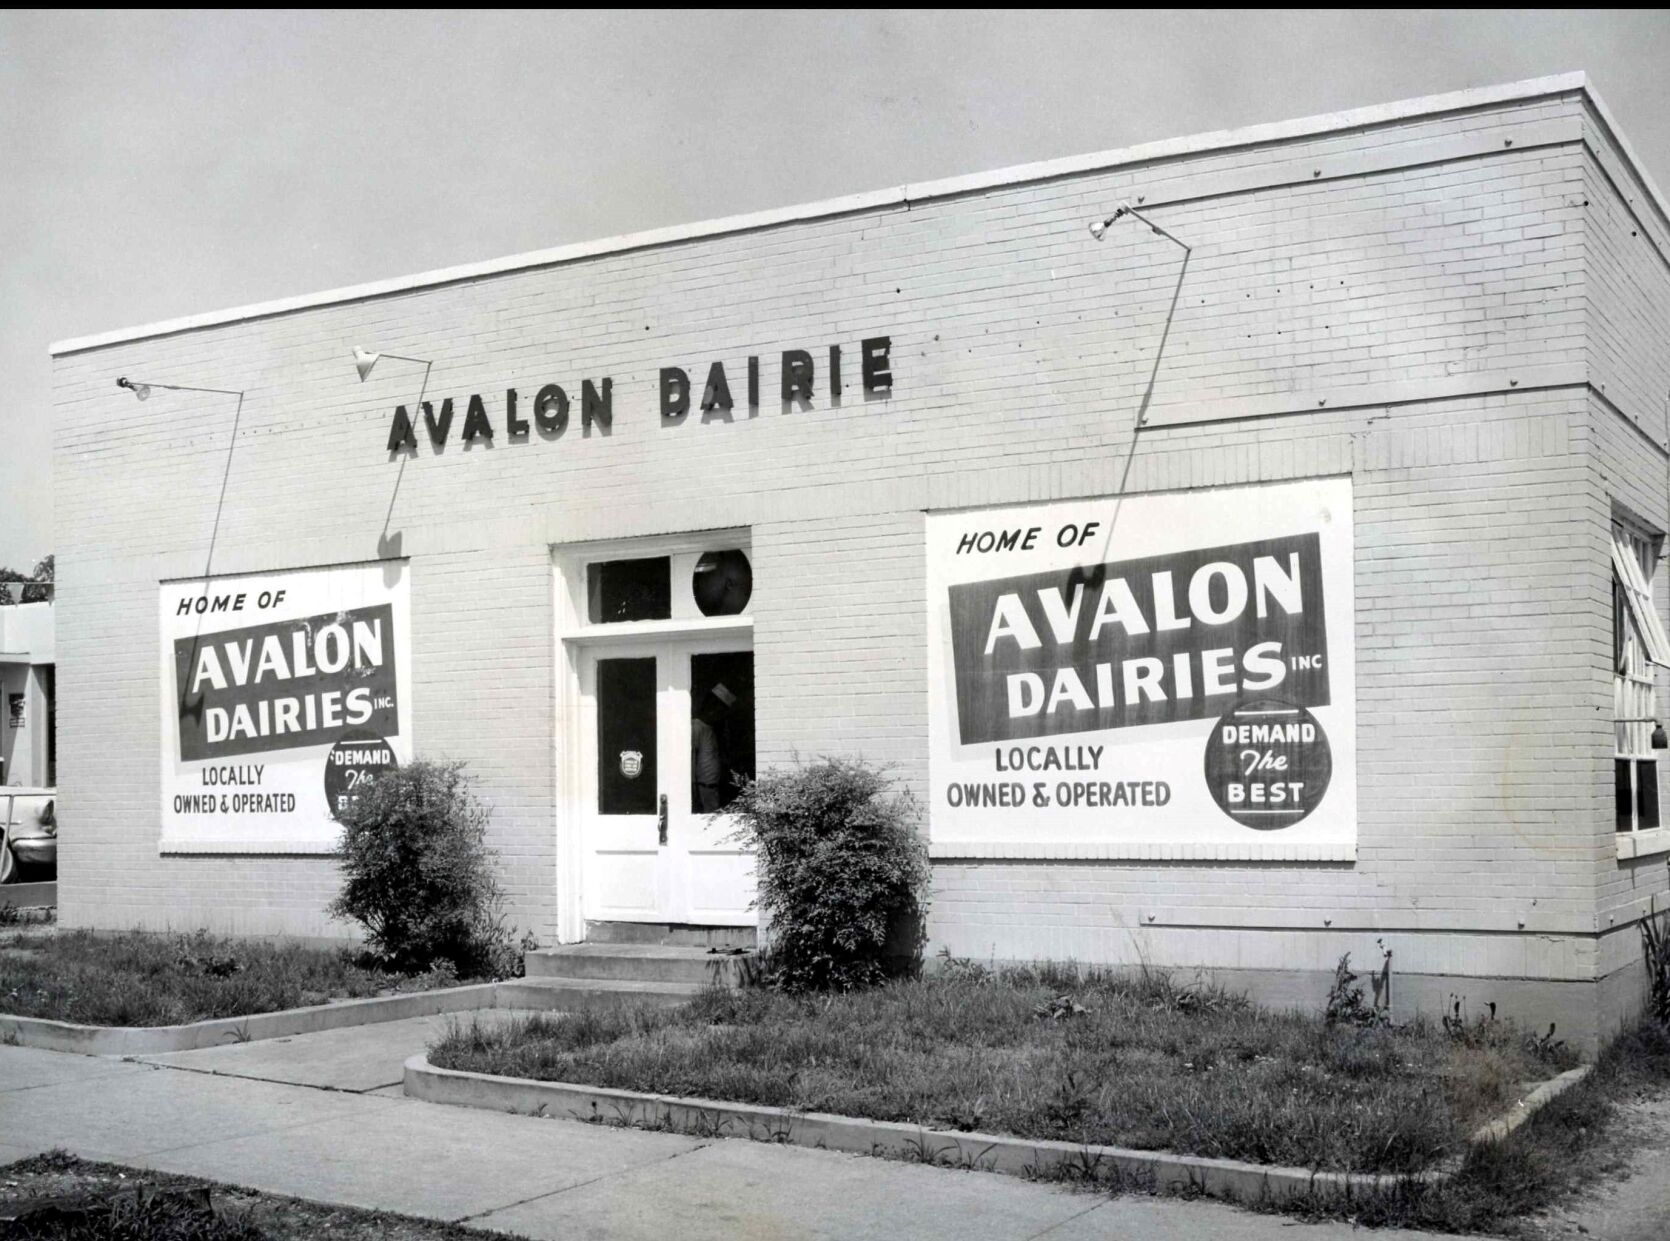 AVALON DAIRIE
HOME OF
AVALON
DAIRIES INC.
LOCALLY
OWNED & OPERATED
DEMAND
The
HOME OF
AVALON
DAIRIES INC
LOCALLY
OWNED & OPERATED
DEMAND
The
BEST